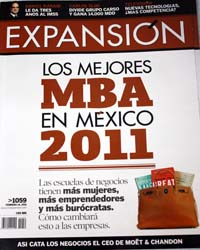 LE DA TRES
AÑOS AL IMSS
DIVIDE GRUPO CARSO
Y GANA 14,000 MDD
NUEVAS TECNOLOGÍAS,
¿MÁS COMPETENCIA?
EXPANSIÓN
LOS MEJORES
MBA
EN MÉXICO
2011
Las escuelas de negocios
tienen más mujeres,
más emprendedores
y más burócratas.
Cómo cambiará
esto a las empresas.
>1059
ASÍ CATA LOS NEGOCIOS EL CEO DE MOËT & CHANDON